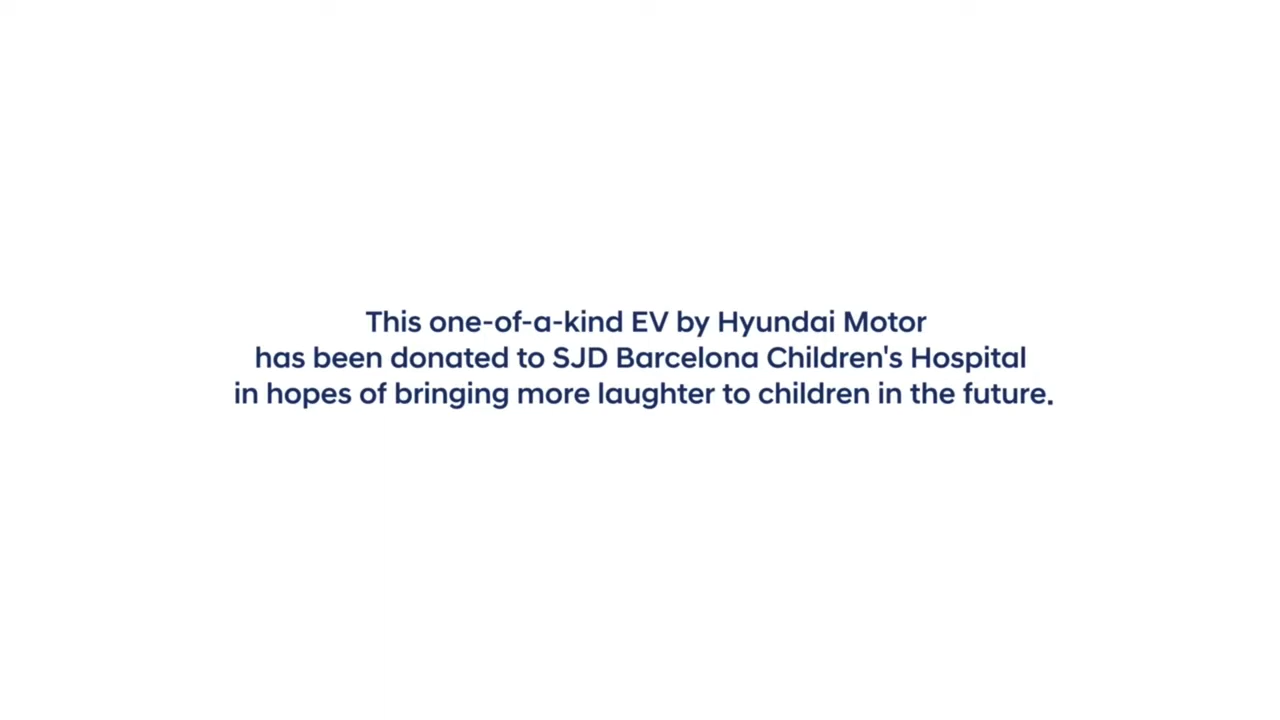 This one-of-a-kind EV by Hyundai Motor
has been donated to SJD Barcelona Children's Hospital
in hopes of bringing more laughter to children in the future.